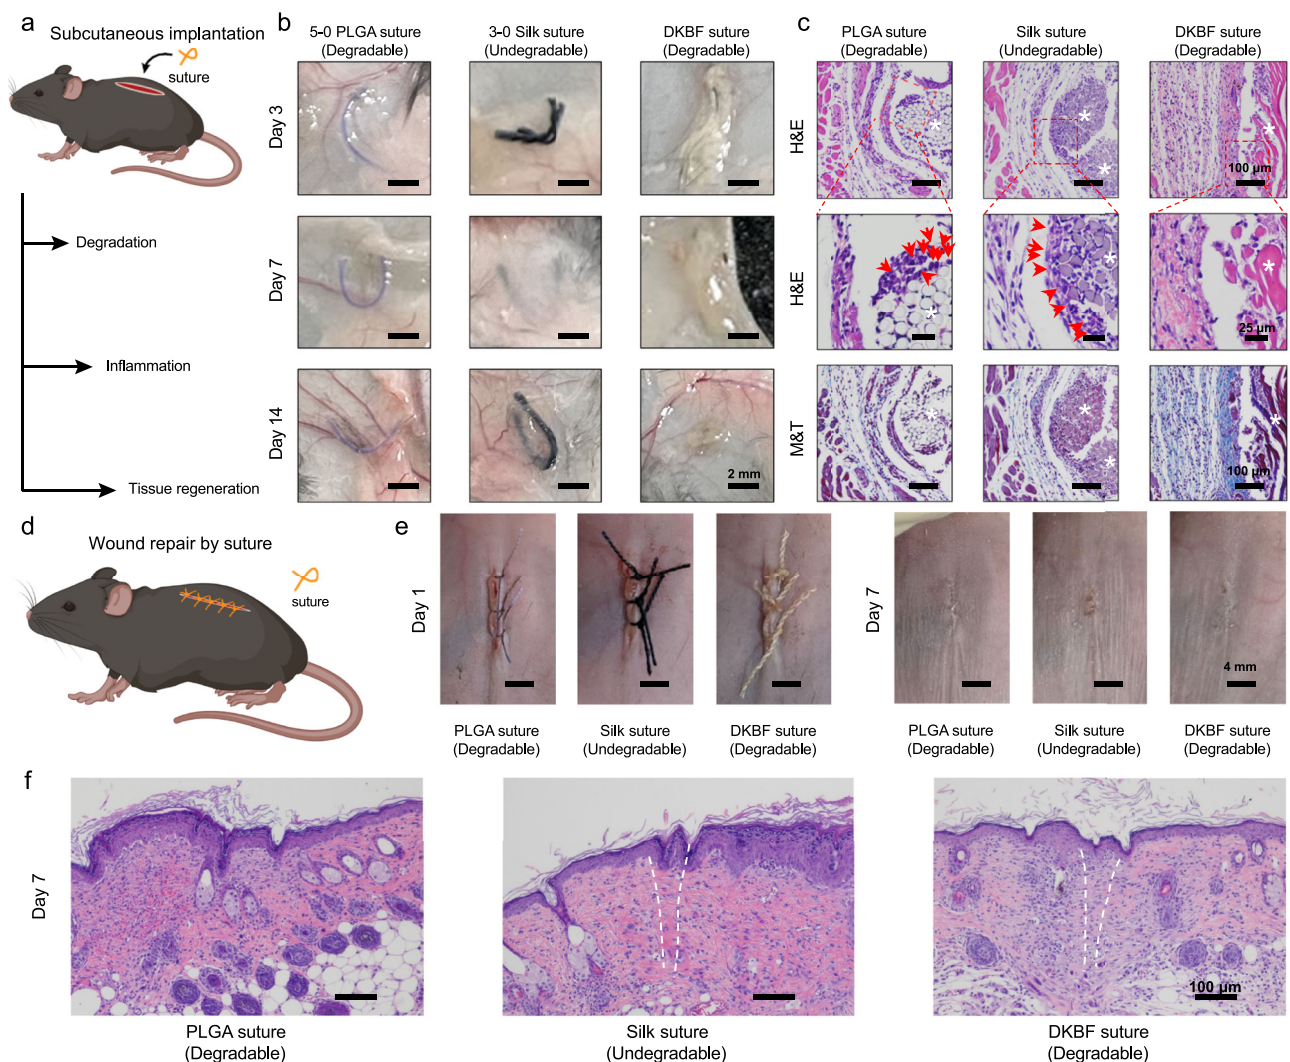 a
Subcutaneous implantation
suture
Degradation
Inflammation
Tissue regeneration
b
5-0 PLGA suture
(Degradable)
3-0 Silk suture
(Undegradable)
DKBF suture
(Degradable)
Day 3
Day 7
Day 14
2 mm
c
PLGA suture
(Degradable)
Silk suture
(Undegradable)
DKBF suture
(Degradable)
H&E
*
*
*
*
100 µm
H&E
*
*
*
25 µm
M&T
*
*
*
*
100 µm
d
Wound repair by suture
suture
e
Day 1
Day 7
4 mm
PLGA suture
(Degradable)
Silk suture
(Undegradable)
DKBF suture
(Degradable)
PLGA suture
(Degradable)
Silk suture
(Undegradable)
DKBF suture
(Degradable)
f
Day 7
100 µm
PLGA suture
(Degradable)
Silk suture
(Undegradable)
DKBF suture
(Degradable)